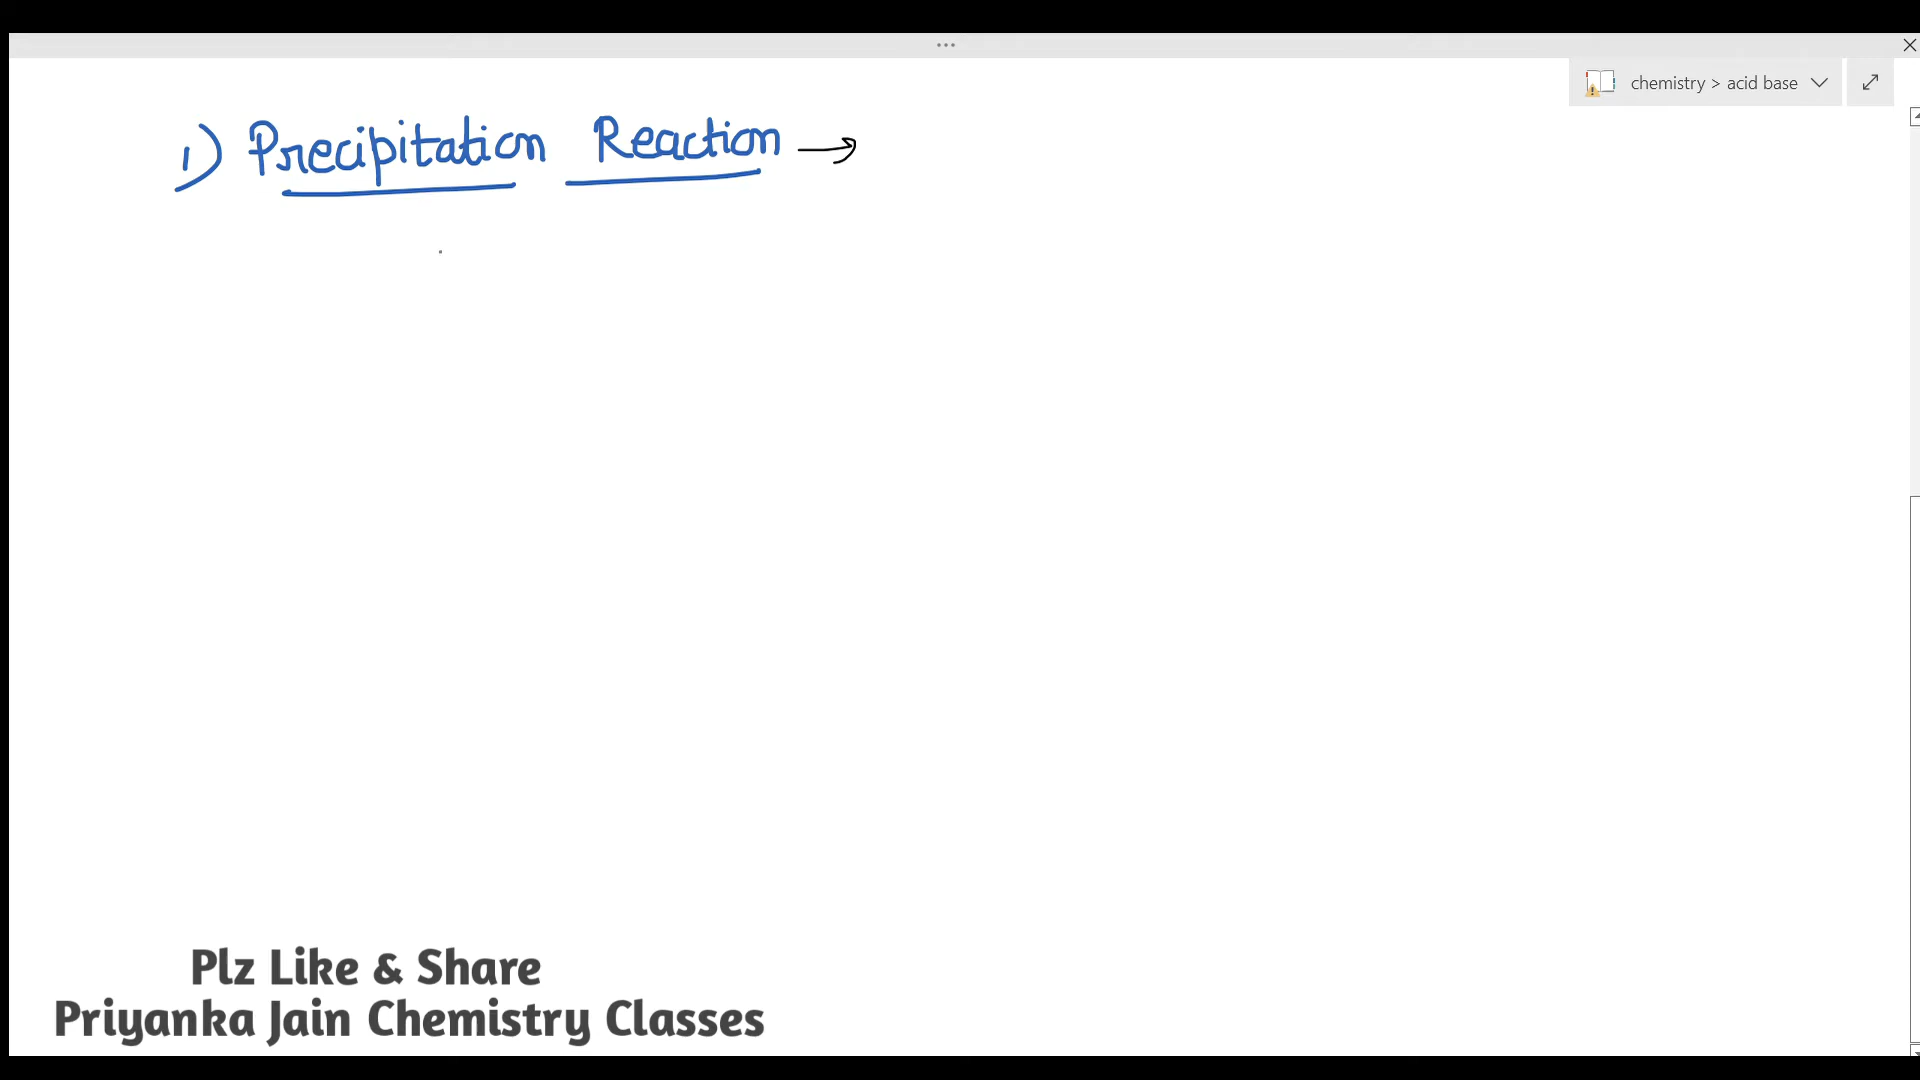 chemistry > acid base
1) Precipitation Reaction →
Plz Like & Share
Priyanka Jain Chemistry Classes